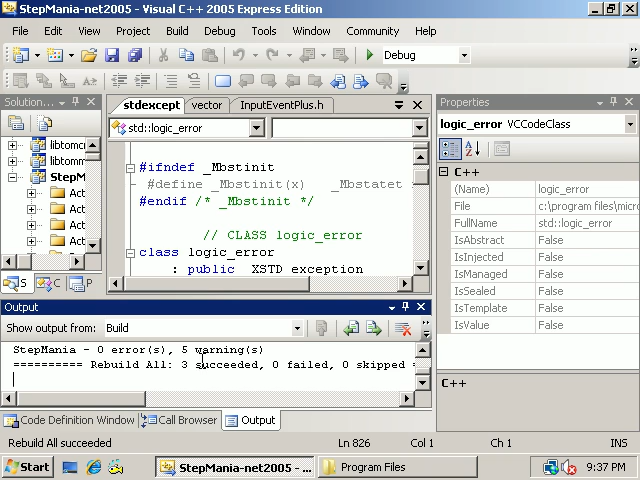 StepMania-net2005 - Visual C++ 2005 Express Edition
File Edit View Project Build Debug Tools Window Community Help
Debug
Solution...
libtomcr
libtomm
StepM
Act
Act
Act
Act
S C P
stdexcept vector InputEventPlus.h
std::logic_error
#ifndef _Mbstinit
#define _Mbstinit(x) _Mbstatet
#endif /* _Mbstinit */
// CLASS logic_error
class logic_error
: public _XSTD exception
Properties
logic_error VCCodeClass
C++
(Name) logic_error
File c:\program files\micro
FullName std::logic_error
IsAbstract False
IsInjected False
IsManaged False
IsSealed False
IsTemplate False
IsValue False
C++
Output
Show output from: Build
StepMania - 0 error(s), 5 warning(s)
========== Rebuild All: 3 succeeded, 0 failed, 0 skipped =
Code Definition Window Call Browser Output
Rebuild All succeeded Ln 826 Col 1 Ch 1 INS
Start StepMania-net2005 - ... Program Files 9:37 PM